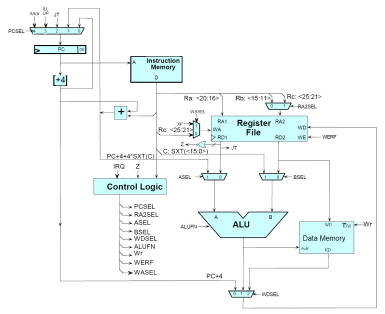 XAdr
ILL OP
JT
PCSEL
4 3 2 1 0
PC
00
+4
Instruction Memory
A
D
Ra: <20:16>
Rb: <15:11>
Rc: <25:21>
0 1
RA2SEL
WASEL
XP
Rc: <25:21>
1 0
Register File
RA1
RA2
WA
WD
RD1
RD2
WE
WERF
Z
JT
+
C: SXT(<15:0>)
PC+4+4*SXT(C)
IRQ
Z
ASEL
1 0
1 0
BSEL
Control Logic
PCSEL
RA2SEL
ASEL
BSEL
WDSEL
ALUFN
Wr
WERF
WASEL
A
B
ALUFN
ALU
WD
R/W
Wr
Data Memory
Adr
RD
PC+4
0 1 2
WDSEL